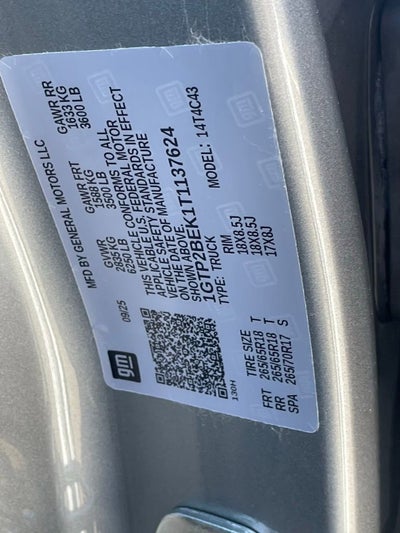 MFD BY GENERAL MOTORS LLC
09/25 GVWR GAWR FRT GAWR RR
2835 KG 1588 KG 1633 KG
6250 LB 3500 LB 3600 LB
THIS VEHICLE CONFORMS TO ALL
APPLICABLE U.S. FEDERAL MOTOR
VEHICLE SAFETY STANDARDS IN EFFECT
ON THE DATE OF MANUFACTURE
SHOWN ABOVE.
1GTP2BEK1T1137624
TYPE: TRUCK MODEL: 14T4C43
gm
130H
TIRE SIZE RIM
FRT 265/65R18 T 18X8.5J
RR 265/65R18 T 18X8.5J
SPA 265/70R17 S 17X8J